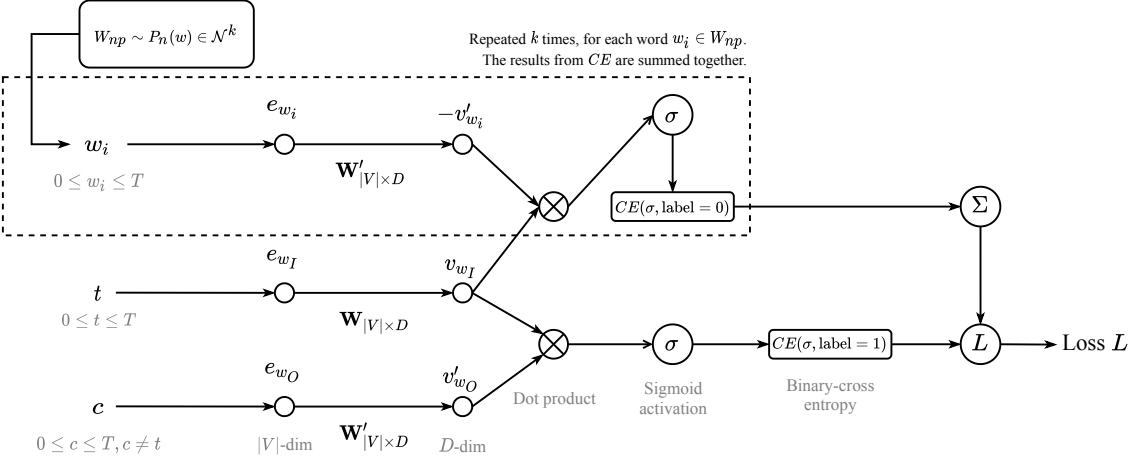 W_{np} ∼ P_n(w) ∈ 𝒩^k
Repeated k times, for each word w_i ∈ W_{np}.
The results from CE are summed together.
e_{w_i}
−v′_{w_i}
σ
w_i
W′_{|V|×D}
0 ≤ w_i ≤ T
CE(σ, label = 0)
Σ
e_{w_I}
v_{w_I}
t
W_{|V|×D}
0 ≤ t ≤ T
σ
CE(σ, label = 1)
L
Loss L
e_{w_O}
v′_{w_O}
Dot product
Sigmoid
activation
Binary-cross
entropy
c
W′_{|V|×D}
0 ≤ c ≤ T, c ≠ t
|V|-dim
D-dim